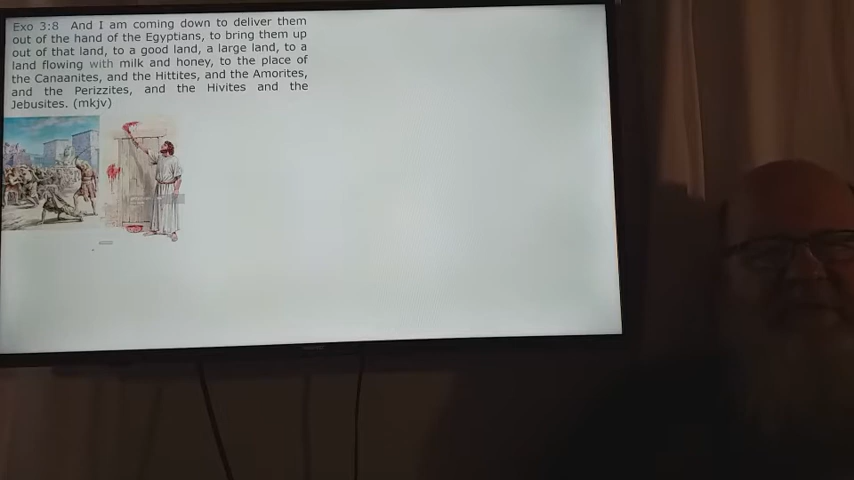 Exo 3:8 And I am coming down to deliver them
out of the hand of the Egyptians, to bring them up
out of that land, to a good land, a large land, to a
land flowing with milk and honey, to the place of
the Canaanites, and the Hittites, and the Amorites,
and the Perizzites, and the Hivites and the
Jebusites. (mkjv)